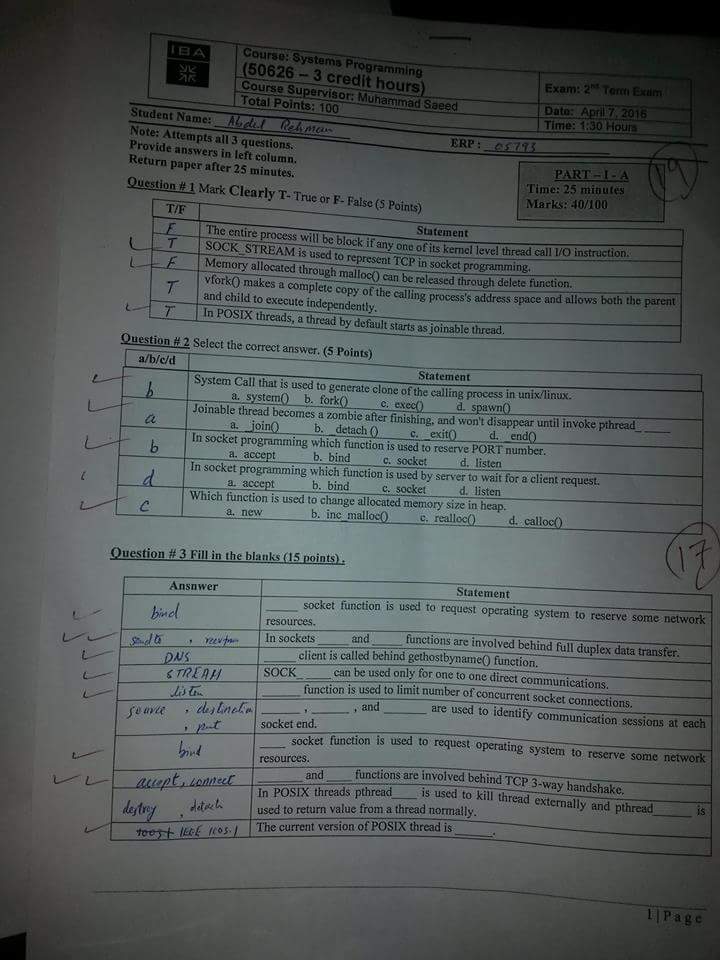 IBA
Course: Systems Programming
(50626 – 3 credit hours)
Course Supervisor: Muhammad Saeed
Total Points: 100
Exam: 2nd Term Exam
Date: April 7, 2016
Time: 1:30 Hours
Student Name: Abdul Rehman
ERP: 05793
Note: Attempts all 3 questions.
Provide answers in left column.
Return paper after 25 minutes.
PART – I - A
Time: 25 minutes
Marks: 40/100
19
Question # 1 Mark Clearly T- True or F- False (5 Points)
T/F Statement
F The entire process will be block if any one of its kernel level thread call I/O instruction.
T SOCK_STREAM is used to represent TCP in socket programming.
F Memory allocated through malloc() can be released through delete function.
T vfork() makes a complete copy of the calling process's address space and allows both the parent
and child to execute independently.
T In POSIX threads, a thread by default starts as joinable thread.
Question # 2 Select the correct answer. (5 Points)
a/b/c/d Statement
b System Call that is used to generate clone of the calling process in unix/linux.
a. system() b. fork() c. exec() d. spawn()
a Joinable thread becomes a zombie after finishing, and won't disappear until invoke pthread_ _____
a. _join() b. _detach () c. _exit() d. _end()
b In socket programming which function is used to reserve PORT number.
a. accept b. bind c. socket d. listen
d In socket programming which function is used by server to wait for a client request.
a. accept b. bind c. socket d. listen
c Which function is used to change allocated memory size in heap.
a. new b. inc_malloc() c. realloc() d. calloc()
17
Question # 3 Fill in the blanks (15 points) .
Annswer Statement
bind _____ socket function is used to request operating system to reserve some network
resources.
sendto , recvfrom In sockets _____ and _____ functions are involved behind full duplex data transfer.
DNS _____ client is called behind gethostbyname() function.
STREAM SOCK_ _____ can be used only for one to one direct communications.
listen _____ function is used to limit number of concurrent socket connections.
source , destination , port _____ , _____ , and _____ are used to identify communication sessions at each
socket end.
bind _____ socket function is used to request operating system to reserve some network
resources.
accept, connect _____ and _____ functions are involved behind TCP 3-way handshake.
destroy , detach In POSIX threads pthread____ is used to kill thread externally and pthread______ is
used to return value from a thread normally.
IEEE The current version of POSIX thread is ______.
1 | P a g e